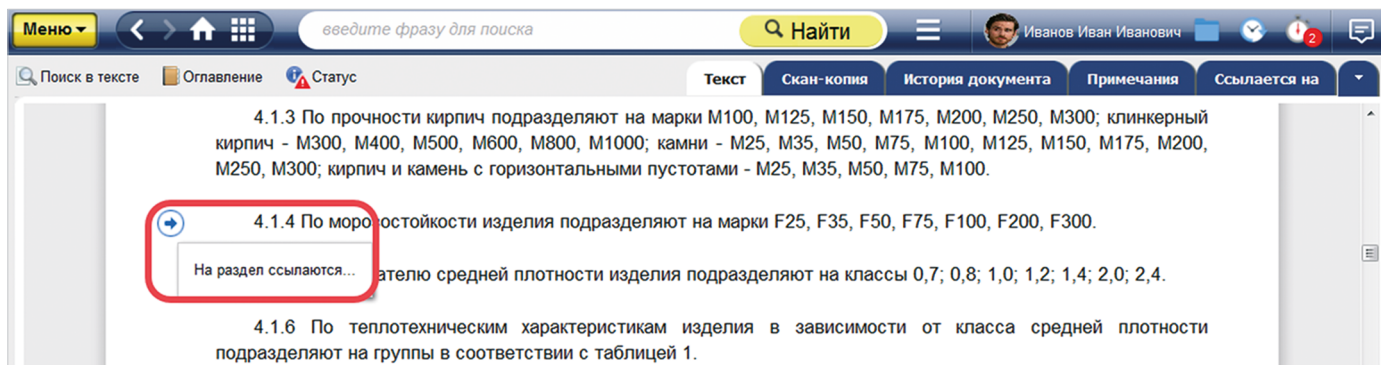 Меню
введите фразу для поиска
Найти
Иванов Иван Иванович
2
Поиск в тексте
Оглавление
Статус
Текст
Скан-копия
История документа
Примечания
Ссылается на
4.1.3 По прочности кирпич подразделяют на марки М100, М125, М150, М175, М200, М250, М300; клинкерный
кирпич - М300, М400, М500, М600, М800, М1000; камни - М25, М35, М50, М75, М100, М125, М150, М175, М200,
М250, М300; кирпич и камень с горизонтальными пустотами - М25, М35, М50, М75, М100.
4.1.4 По морозостойкости изделия подразделяют на марки F25, F35, F50, F75, F100, F200, F300.
На раздел ссылаются...
ателю средней плотности изделия подразделяют на классы 0,7; 0,8; 1,0; 1,2; 1,4; 2,0; 2,4.
4.1.6 По теплотехническим характеристикам изделия в зависимости от класса средней плотности
подразделяют на группы в соответствии с таблицей 1.